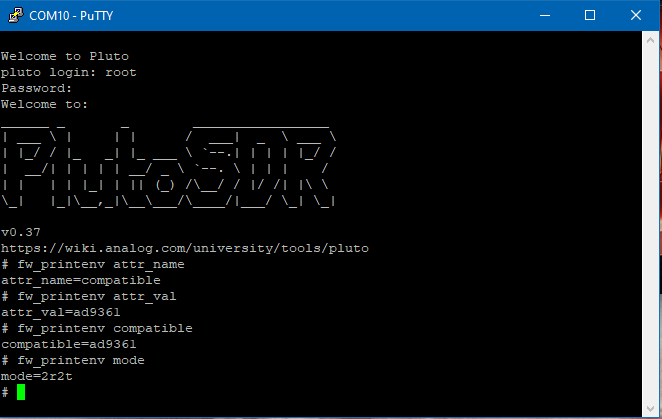 COM10 - PuTTY
Welcome to Pluto
pluto login: root
Password:
Welcome to:
PlutoSDR
v0.37
https://wiki.analog.com/university/tools/pluto
# fw_printenv attr_name
attr_name=compatible
# fw_printenv attr_val
attr_val=ad9361
# fw_printenv compatible
compatible=ad9361
# fw_printenv mode
mode=2r2t
#